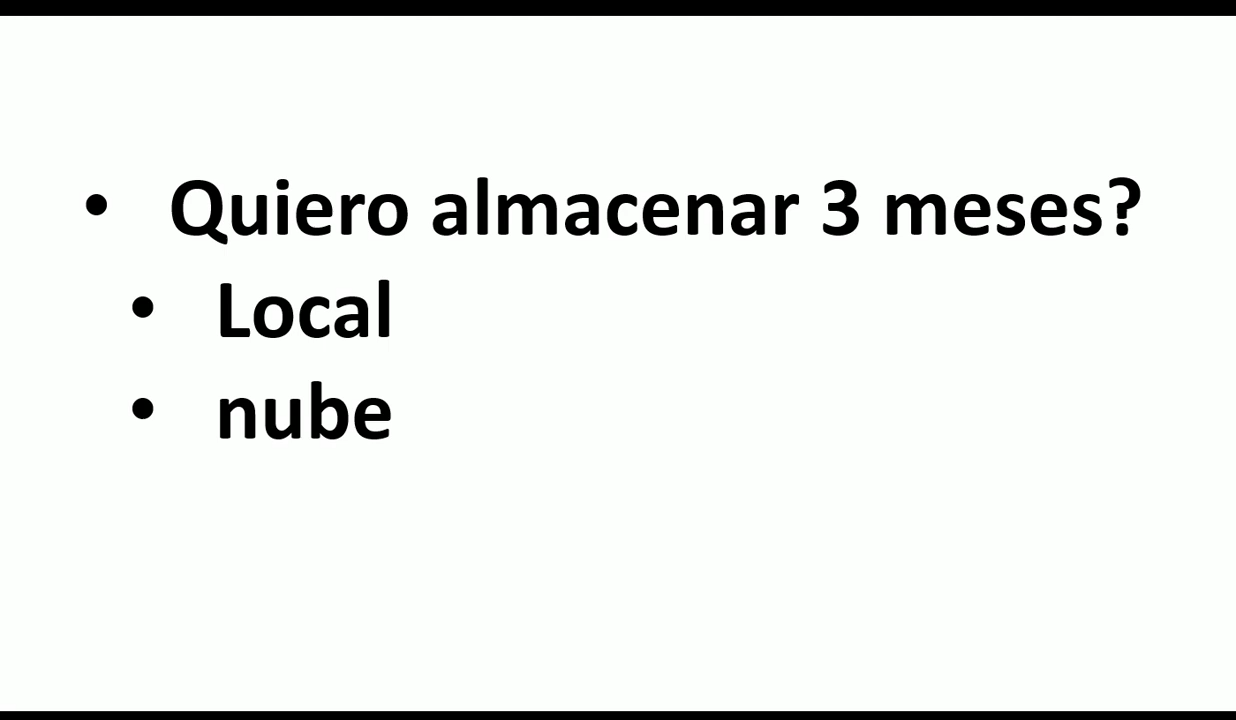 • Quiero almacenar 3 meses?
• Local
• nube